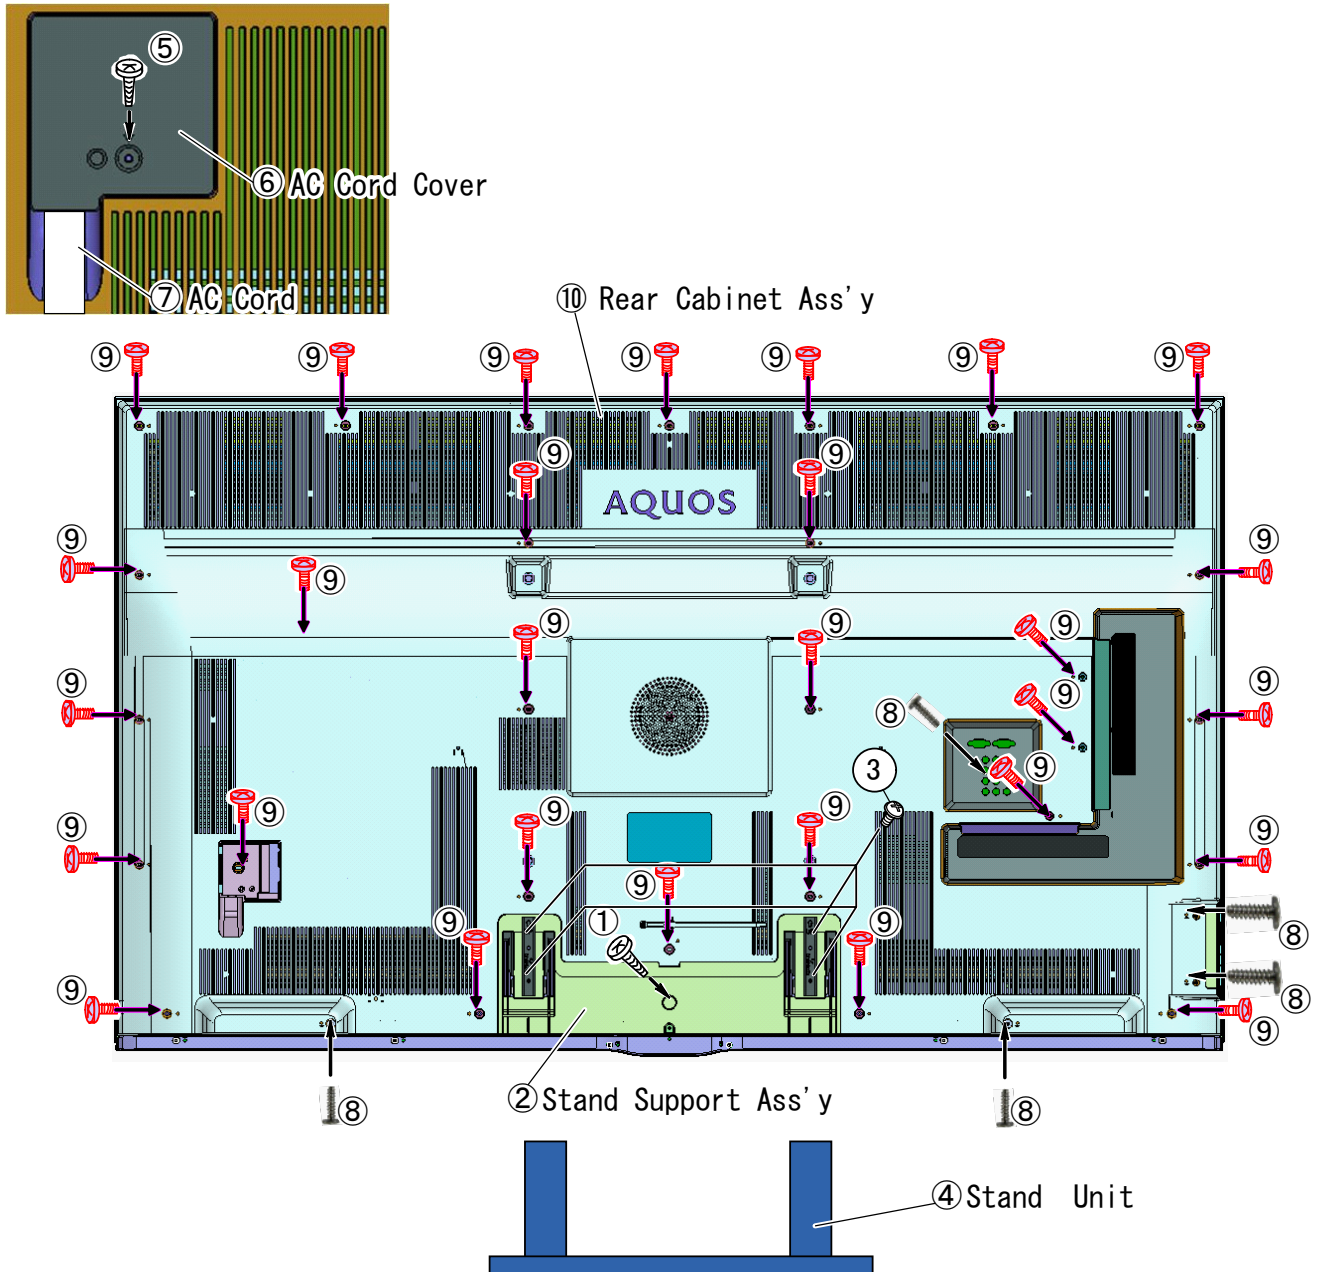 ⑤
⑥ AC Cord Cover
⑦ AC Cord
⑩ Rear Cabinet Ass'y
⑨ ⑨ ⑨ ⑨ ⑨ ⑨ ⑨
⑨ ⑨
AQUOS
⑨ ⑨
⑨
⑨ ⑨ ⑨
⑨ ⑨ ⑨
⑧
③ ⑨
⑨ ⑨ ⑨
⑨ ⑨
⑨
① ⑨ ⑨
⑧
⑨ ⑧
⑨
② Stand Support Ass'y
⑧ ⑧
④ Stand Unit